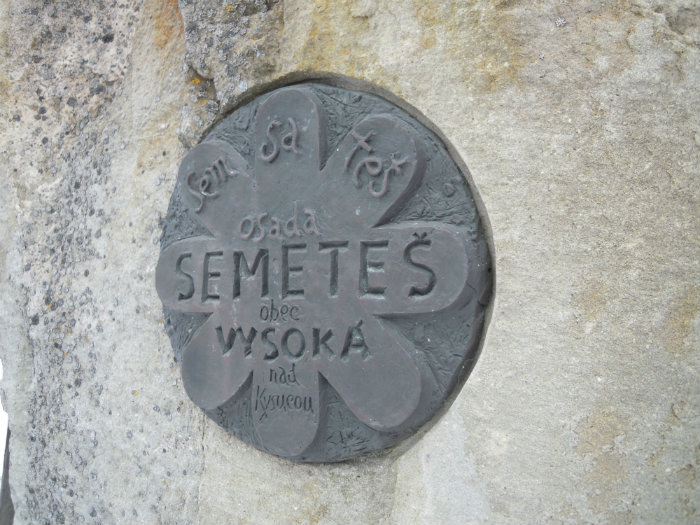 Sem sa teš
osada
SEMETEŠ
obec
VYSOKÁ
nad
Kysucou